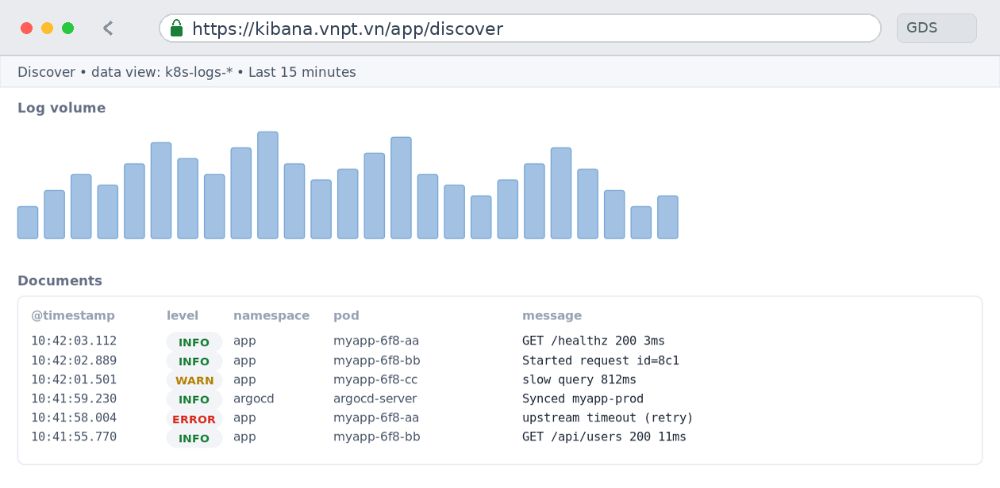 https://kibana.vnpt.vn/app/discover
GDS
Discover • data view: k8s-logs-* • Last 15 minutes
Log volume
Documents
@timestamp level namespace pod message
10:42:03.112 INFO app myapp-6f8-aa GET /healthz 200 3ms
10:42:02.889 INFO app myapp-6f8-bb Started request id=8c1
10:42:01.501 WARN app myapp-6f8-cc slow query 812ms
10:41:59.230 INFO argocd argocd-server Synced myapp-prod
10:41:58.004 ERROR app myapp-6f8-aa upstream timeout (retry)
10:41:55.770 INFO app myapp-6f8-bb GET /api/users 200 11ms